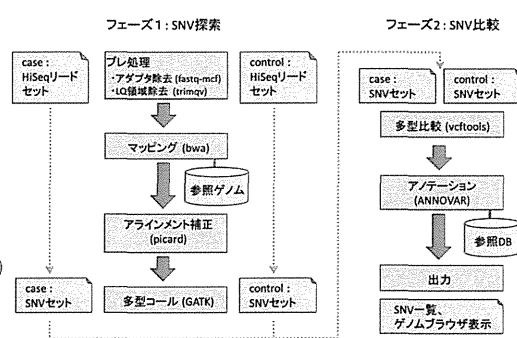 フェーズ1：SNV探索
case：
HiSeqリード
セット
プレ処理
・アダプタ除去 (fastq-mcf)
・LQ領域除去 (trimqv)
control：
HiSeqリード
セット
マッピング (bwa)
参照ゲノム
アラインメント補正
(picard)
case：
SNVセット
多型コール (GATK)
control：
SNVセット
フェーズ2：SNV比較
case：
SNVセット
control：
SNVセット
多型比較 (vcftools)
アノテーション
(ANNOVAR)
参照DB
出力
SNV一覧、
ゲノムブラウザ表示